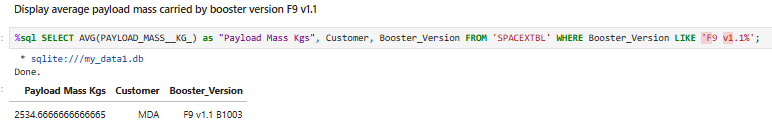 Display average payload mass carried by booster version F9 v1.1
: %sql SELECT AVG(PAYLOAD_MASS__KG_) as "Payload Mass Kgs", Customer, Booster_Version FROM 'SPACEXTBL' WHERE Booster_Version LIKE 'F9 v1.1%';
* sqlite:///my_data1.db
Done.
: Payload Mass Kgs Customer Booster_Version
2534.6666666666665 MDA F9 v1.1 B1003